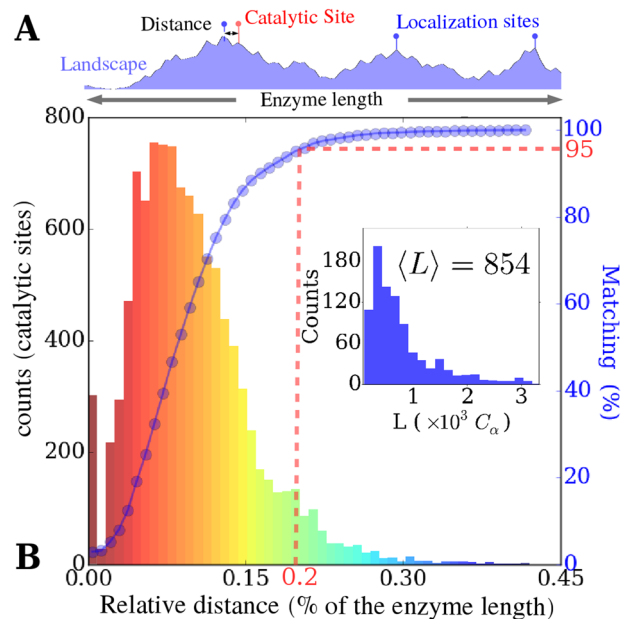 A
Distance
Catalytic Site
Localization sites
Landscape
Enzyme length
B
counts (catalytic sites)
800
600
400
200
0
0.00
0.15
0.2
0.30
0.45
Relative distance (% of the enzyme length)
100
95
80
60
40
20
0
Matching (%)
⟨L⟩ = 854
Counts
180
120
60
0
1
2
3
L (×10³ Cα)